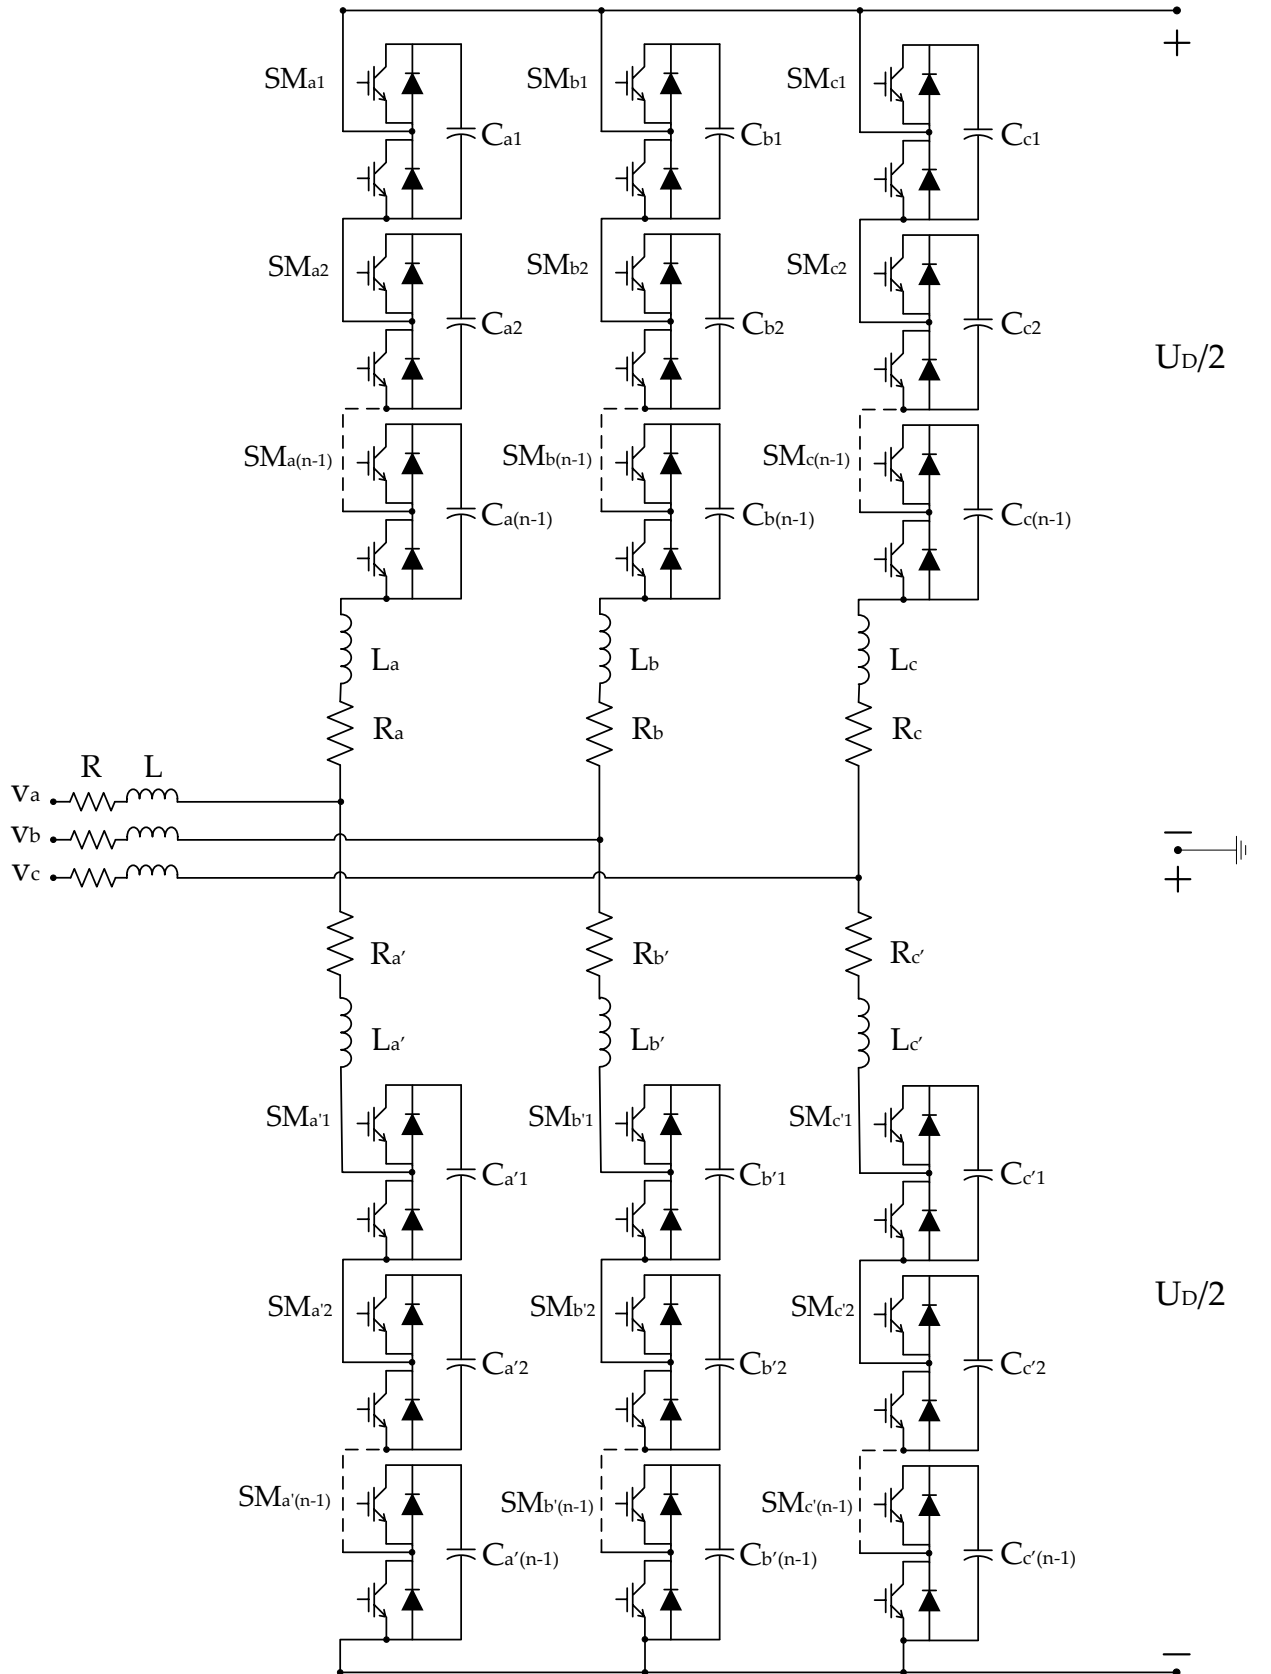 +
SMa1
SMb1
SMc1
Ca1
Cb1
Cc1
SMa2
SMb2
SMc2
Ca2
Cb2
Cc2
UD/2
SMa(n-1)
SMb(n-1)
SMc(n-1)
Ca(n-1)
Cb(n-1)
Cc(n-1)
La
Lb
Lc
Ra
Rb
Rc
R
L
va
vb
vc
−
+
Ra′
Rb′
Rc′
La′
Lb′
Lc′
SMa'1
SMb'1
SMc'1
Ca′1
Cb′1
Cc′1
SMa'2
SMb'2
SMc'2
UD/2
Ca′2
Cb′2
Cc′2
SMa'(n-1)
SMb'(n-1)
SMc'(n-1)
Ca′(n-1)
Cb′(n-1)
Cc′(n-1)
−